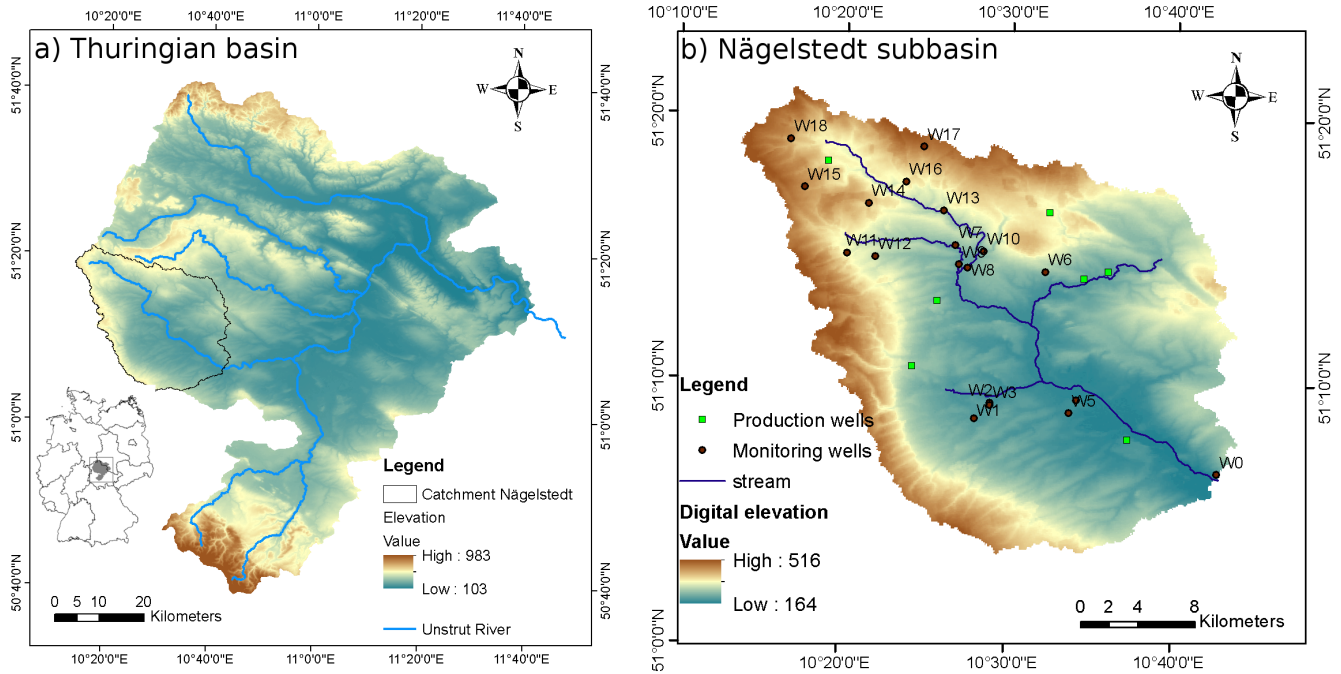 10°20'0"E 10°40'0"E 11°0'0"E 11°20'0"E 11°40'0"E
a) Thuringian basin
N
W E
S
51°40'0"N
51°20'0"N
51°0'0"N
50°40'0"N
51°40'0"N
51°20'0"N
51°0'0"N
50°40'0"N
Legend
Catchment Nägelstedt
Elevation
Value
High : 983
Low : 103
Unstrut River
0 5 10 20
Kilometers
10°20'0"E 10°40'0"E 11°0'0"E 11°20'0"E 11°40'0"E
10°10'0"E 10°20'0"E 10°30'0"E 10°40'0"E
b) Nägelstedt subbasin
N
W E
S
51°20'0"N
51°10'0"N
51°0'0"N
51°20'0"N
51°10'0"N
51°0'0"N
W18
W17
W15
W16
W14
W13
W11
W12
W7
W10
W8
W6
W2
W3
W1
W5
W0
Legend
Production wells
Monitoring wells
stream
Digital elevation
Value
High : 516
Low : 164
0 2 4 8
Kilometers
10°20'0"E 10°30'0"E 10°40'0"E